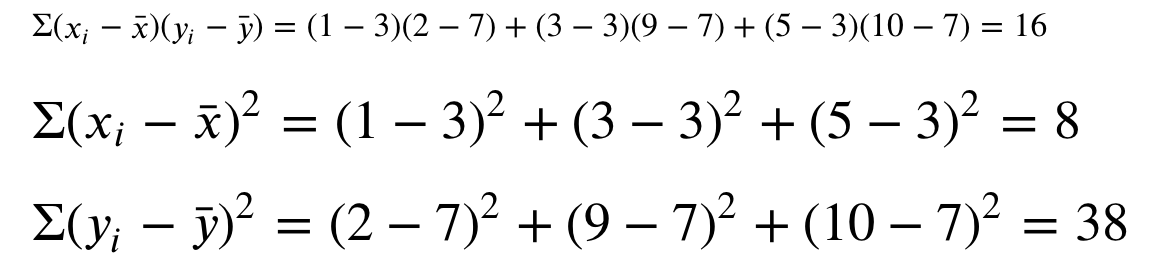 Σ(xᵢ − x̄)(yᵢ − ȳ) = (1 − 3)(2 − 7) + (3 − 3)(9 − 7) + (5 − 3)(10 − 7) = 16
Σ(xᵢ − x̄)² = (1 − 3)² + (3 − 3)² + (5 − 3)² = 8
Σ(yᵢ − ȳ)² = (2 − 7)² + (9 − 7)² + (10 − 7)² = 38